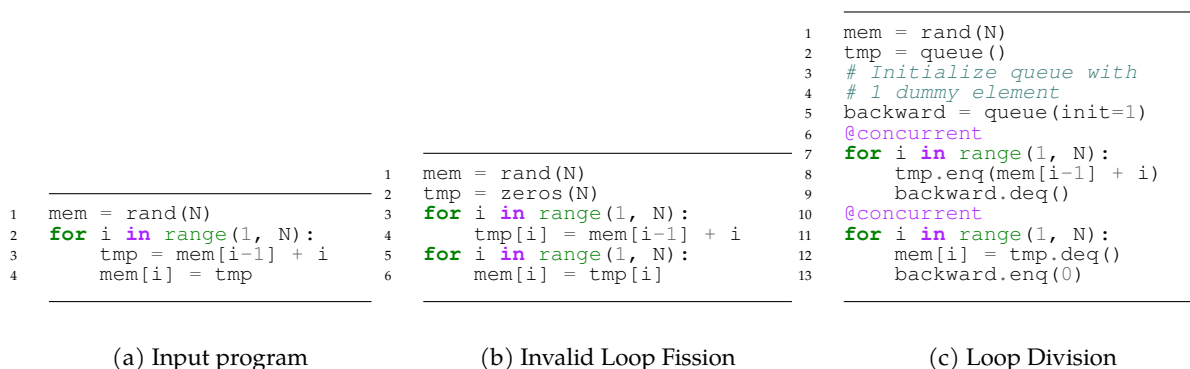 1 mem = rand(N)
2 for i in range(1, N):
3     tmp = mem[i-1] + i
4     mem[i] = tmp
(a) Input program
1 mem = rand(N)
2 tmp = zeros(N)
3 for i in range(1, N):
4     tmp[i] = mem[i-1] + i
5 for i in range(1, N):
6     mem[i] = tmp[i]
(b) Invalid Loop Fission
1 mem = rand(N)
2 tmp = queue()
3 # Initialize queue with
4 # 1 dummy element
5 backward = queue(init=1)
6 @concurrent
7 for i in range(1, N):
8     tmp.enq(mem[i-1] + i)
9     backward.deq()
10 @concurrent
11 for i in range(1, N):
12     mem[i] = tmp.deq()
13     backward.enq(0)
(c) Loop Division